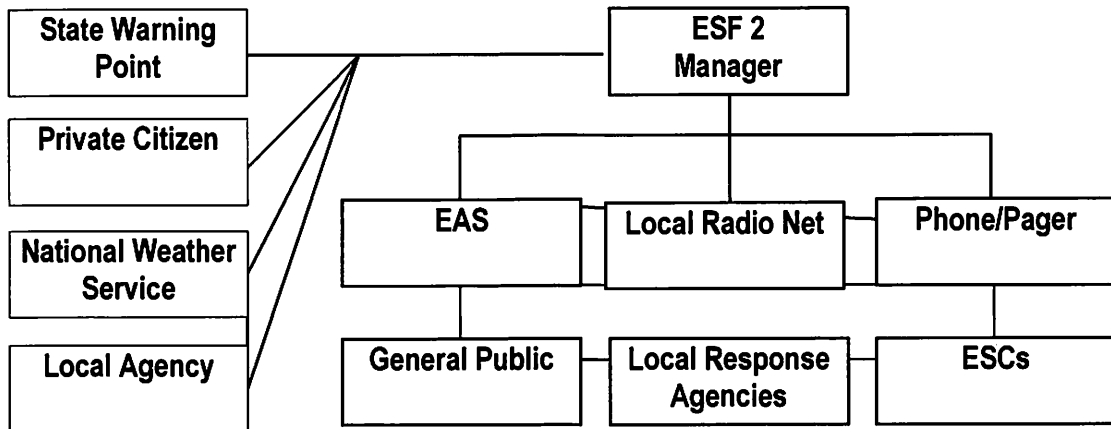 State Warning
Point
ESF 2
Manager
Private Citizen
EAS
Local Radio Net
Phone/Pager
National Weather
Service
Local Agency
General Public
Local Response
Agencies
ESCs